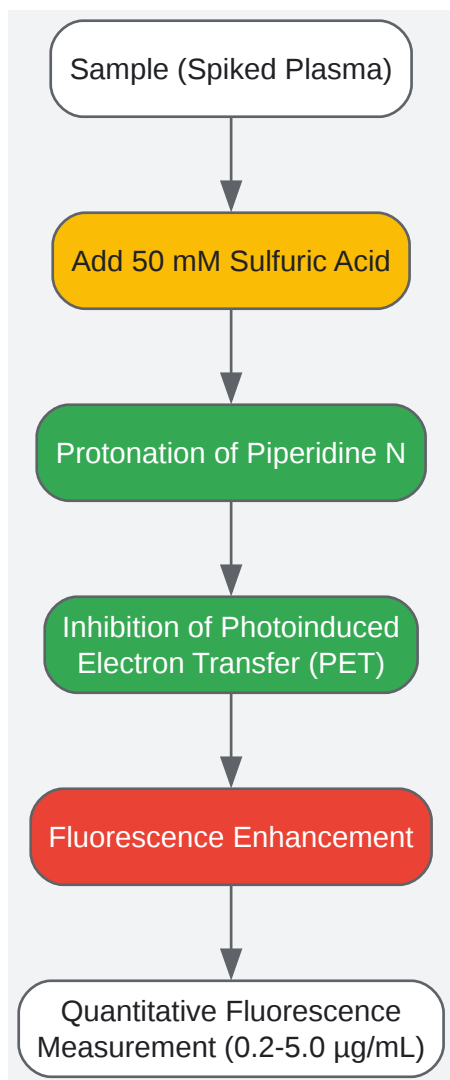 Sample (Spiked Plasma)
Add 50 mM Sulfuric Acid
Protonation of Piperidine N
Inhibition of Photoinduced
Electron Transfer (PET)
Fluorescence Enhancement
Quantitative Fluorescence
Measurement (0.2-5.0 µg/mL)